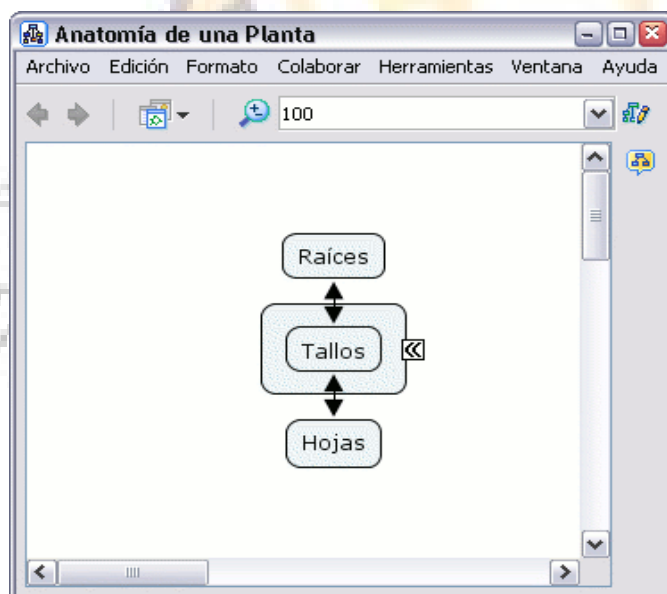 Anatomía de una Planta
Archivo Edición Formato Colaborar Herramientas Ventana Ayuda
100
Raíces
Tallos
Hojas